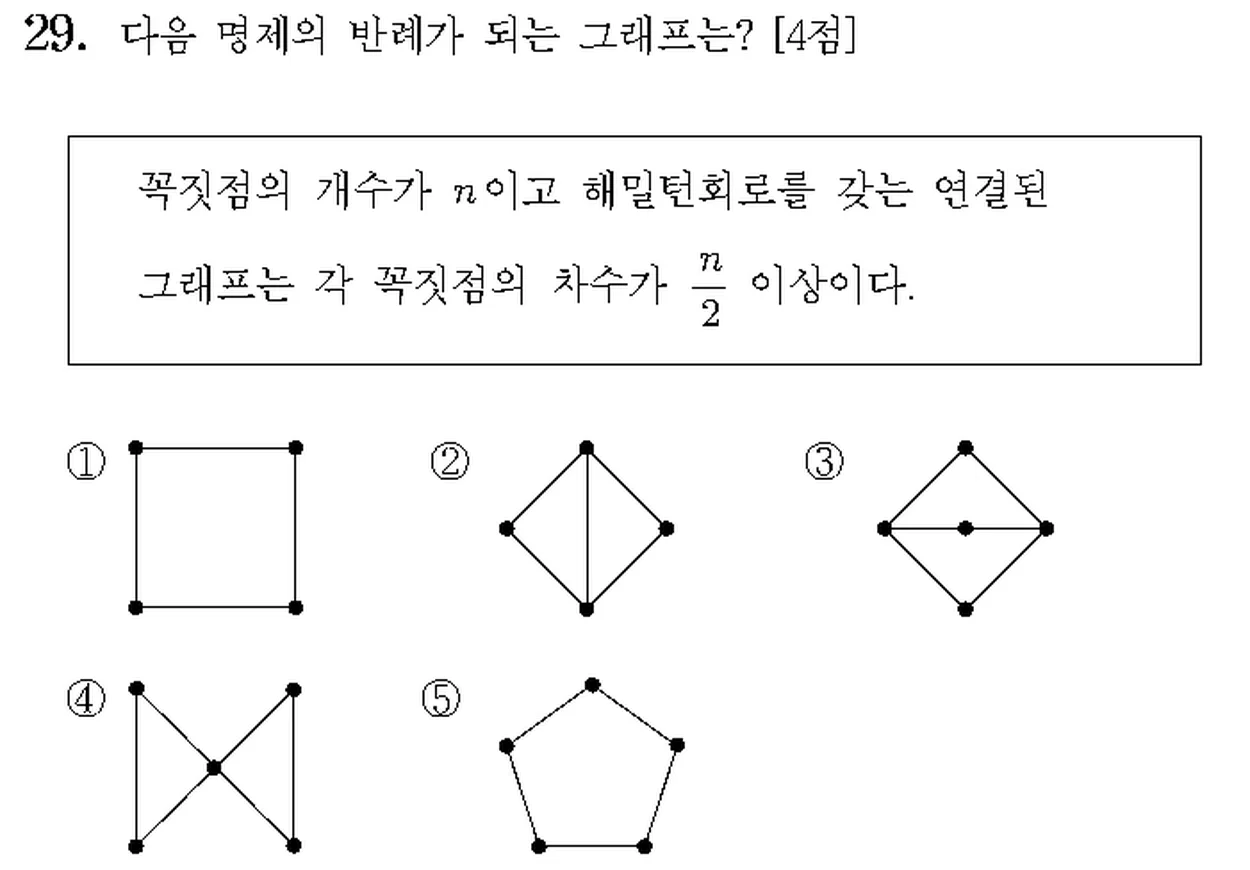 29. 다음 명제의 반례가 되는 그래프는? [4점]
꼭짓점의 개수가 n이고 해밀턴회로를 갖는 연결된
그래프는 각 꼭짓점의 차수가 n/2 이상이다.
① ② ③
④ ⑤